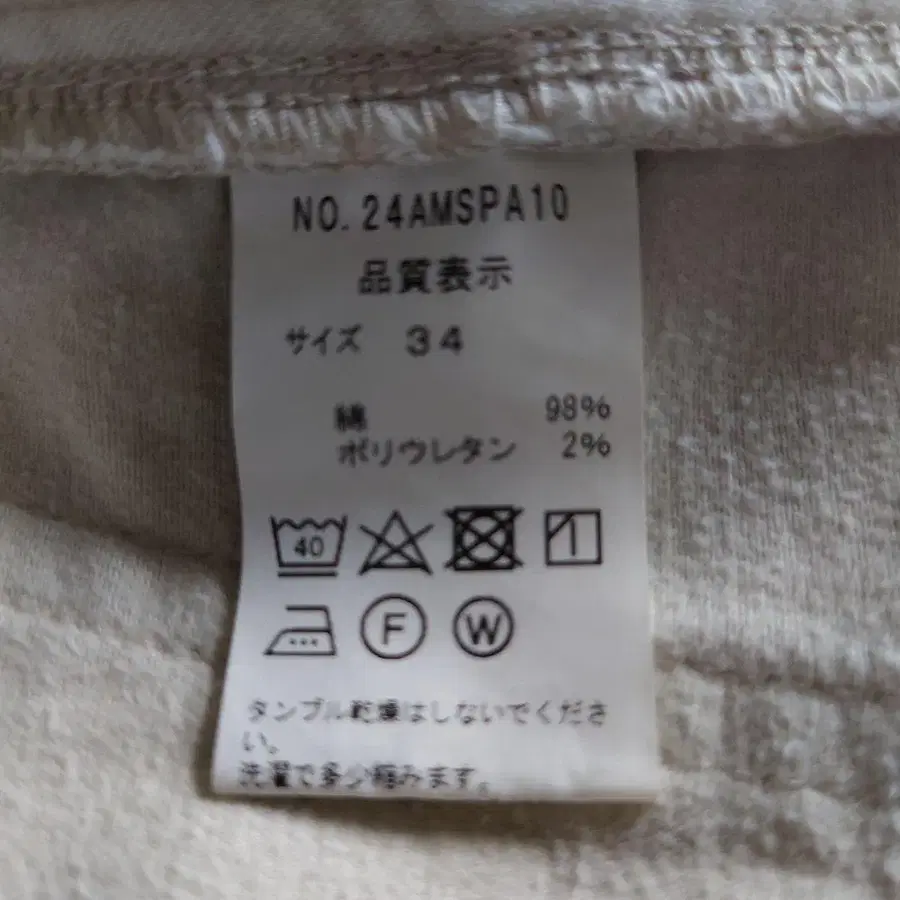 NO. 24AMSPA10
品質表示
サイズ 34
綿 98%
ポリウレタン 2%
40
F W
タンブル乾燥はしないでくださ
い。
洗濯で多少縮みます。